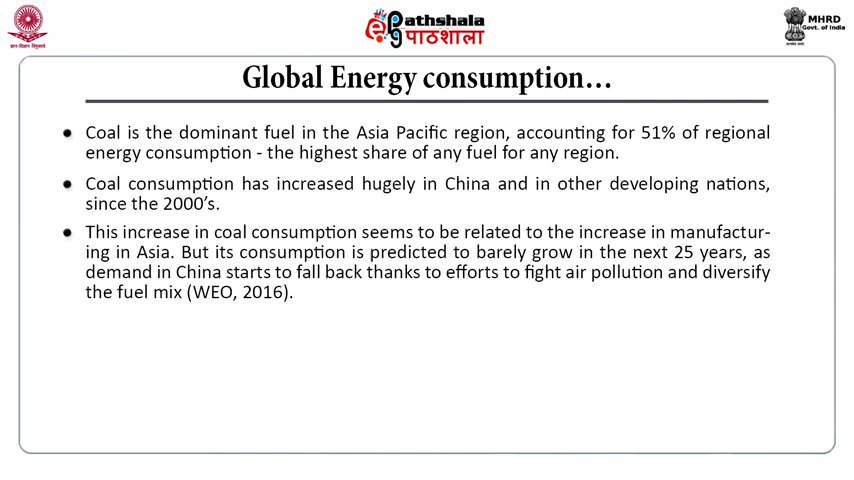 Pathshala
पाठशाला
MHRD
Govt. of India
Global Energy consumption...
Coal is the dominant fuel in the Asia Pacific region, accounting for 51% of regional
energy consumption - the highest share of any fuel for any region.
Coal consumption has increased hugely in China and in other developing nations,
since the 2000's.
This increase in coal consumption seems to be related to the increase in manufactur-
ing in Asia. But its consumption is predicted to barely grow in the next 25 years, as
demand in China starts to fall back thanks to efforts to fight air pollution and diversify
the fuel mix (WEO, 2016).